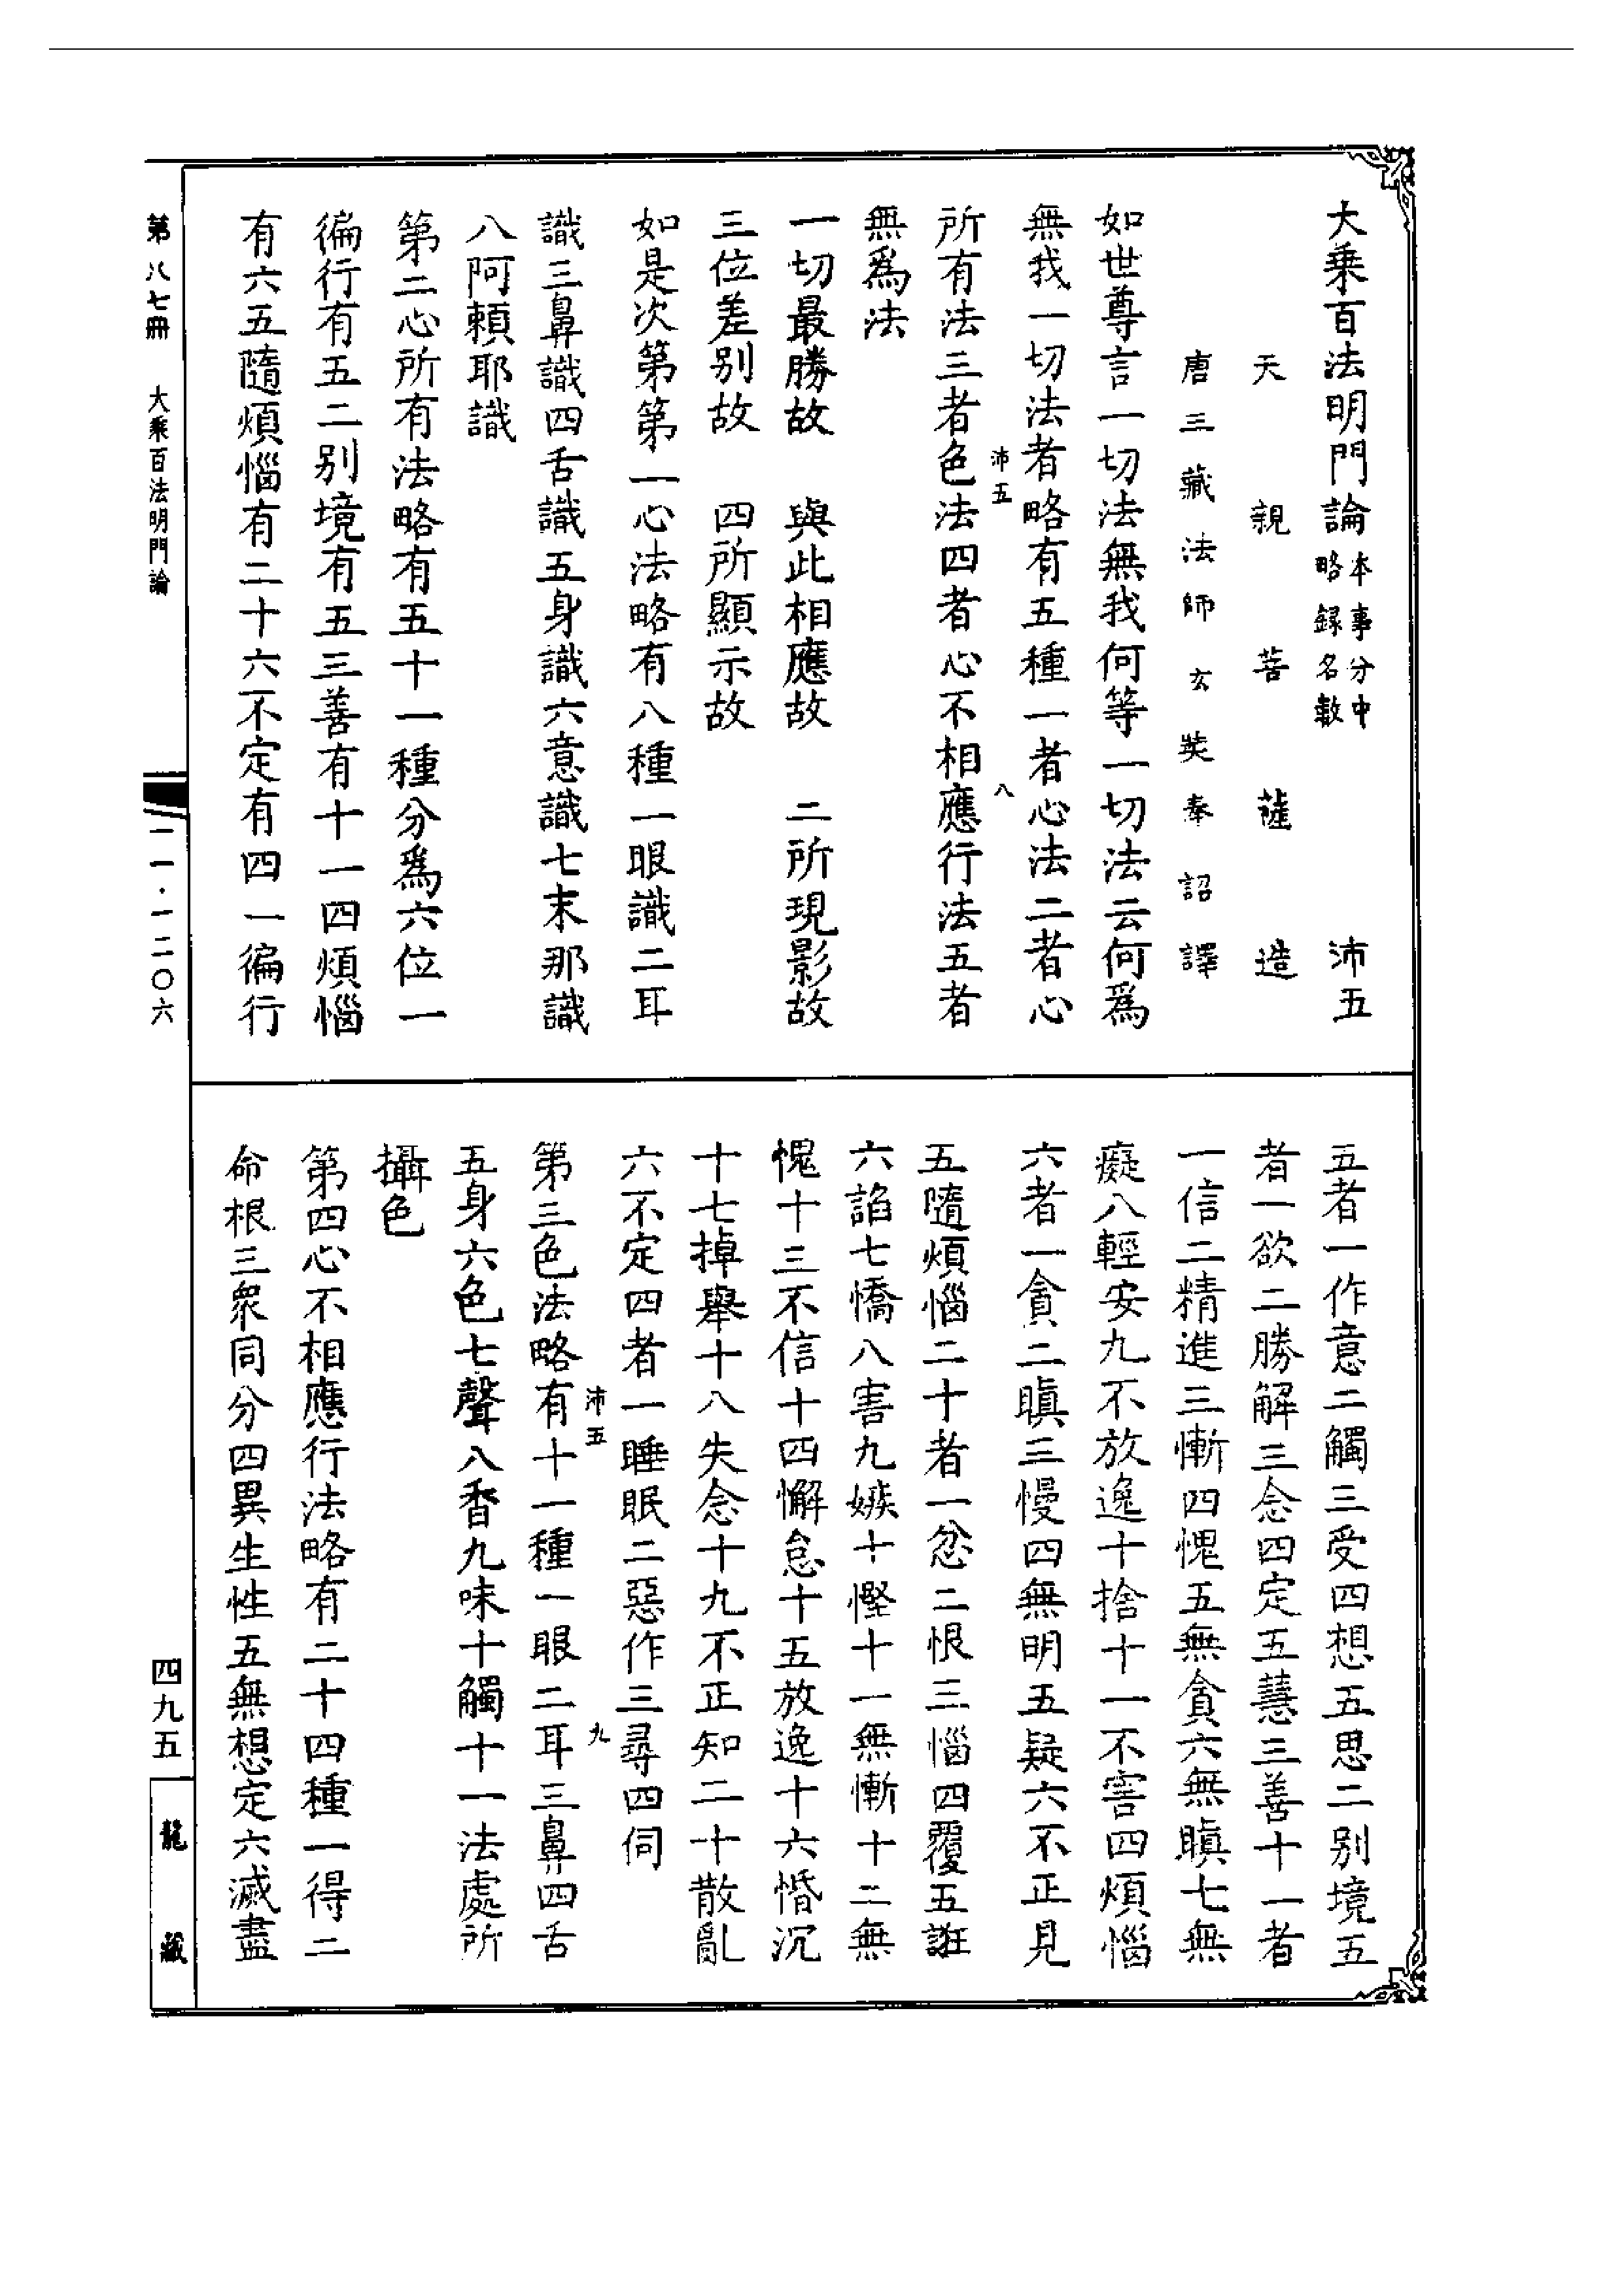 大乘百法明門論本事分中略録名數 沛五
天親菩薩造
唐三藏法師玄奘奉詔譯
如世尊言一切法無我何等一切法云何爲
無我一切法者略有五種一者心法二者心
沛五 八
所有法三者色法四者心不相應行法五者
無爲法
一切最勝故 與此相應故 二所現影故
三位差别故 四所顯示故
如是次第第一心法略有八種一眼識二耳
識三鼻識四舌識五身識六意識七末那識
八阿賴耶識
第二心所有法略有五十一種分爲六位一
徧行有五二别境有五三善有十一四煩惱
有六五隨煩惱有二十六不定有四一徧行
五者一作意二觸三受四想五思二别境五
者一欲二勝解三念四定五慧三善十一者
一信二精進三慚四愧五無貪六無瞋七無
癡八輕安九不放逸十捨十一不害四煩惱
六者一貪二瞋三慢四無明五疑六不正見
五隨煩惱二十者一忿二恨三惱四覆五誑
六諂七憍八害九嫉十慳十一無慚十二無
愧十三不信十四懈怠十五放逸十六惛沉
十七掉舉十八失念十九不正知二十散亂
六不定四者一睡眠二惡作三尋四伺
沛五 九
第三色法略有十一種一眼二耳三鼻四舌
五身六色七聲八香九味十觸十一法處所
攝色
第四心不相應行法略有二十四種一得二
命根三眾同分四異生性五無想定六滅盡
第八七冊 大乘百法明門論
一一·一二〇六
四九五
龍藏